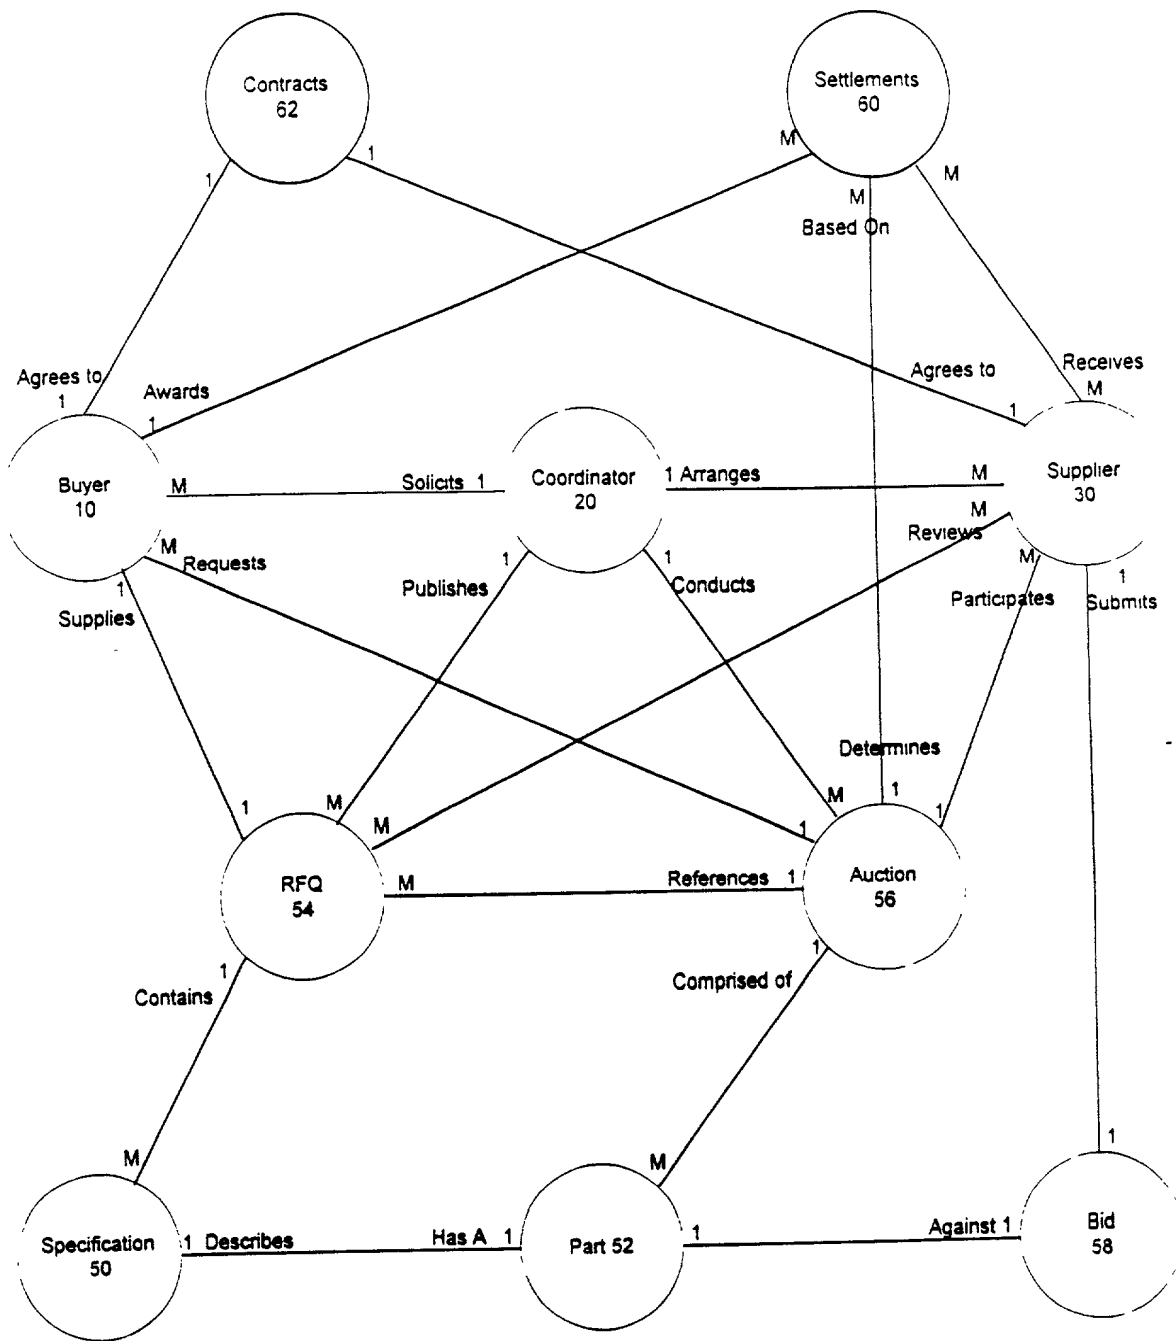 Contracts
62
Settlements
60
M
1
1
M
M
Based On
Agrees to
1
Awards
1
Agrees to
1
Receives
M
Buyer
10
M
Solicits 1
Coordinator
20
1 Arranges
M
Supplier
30
M
Reviews
M
Requests
1
Supplies
1
Publishes
1
Conducts
M
Participates
1
Submits
Determines
1
M
M
1
M
1
1
RFQ
54
M
References 1
Auction
56
1
Contains
1
Comprised of
M
M
1
Specification
50
1 Describes
Has A 1
Part 52
1
Against 1
Bid
58